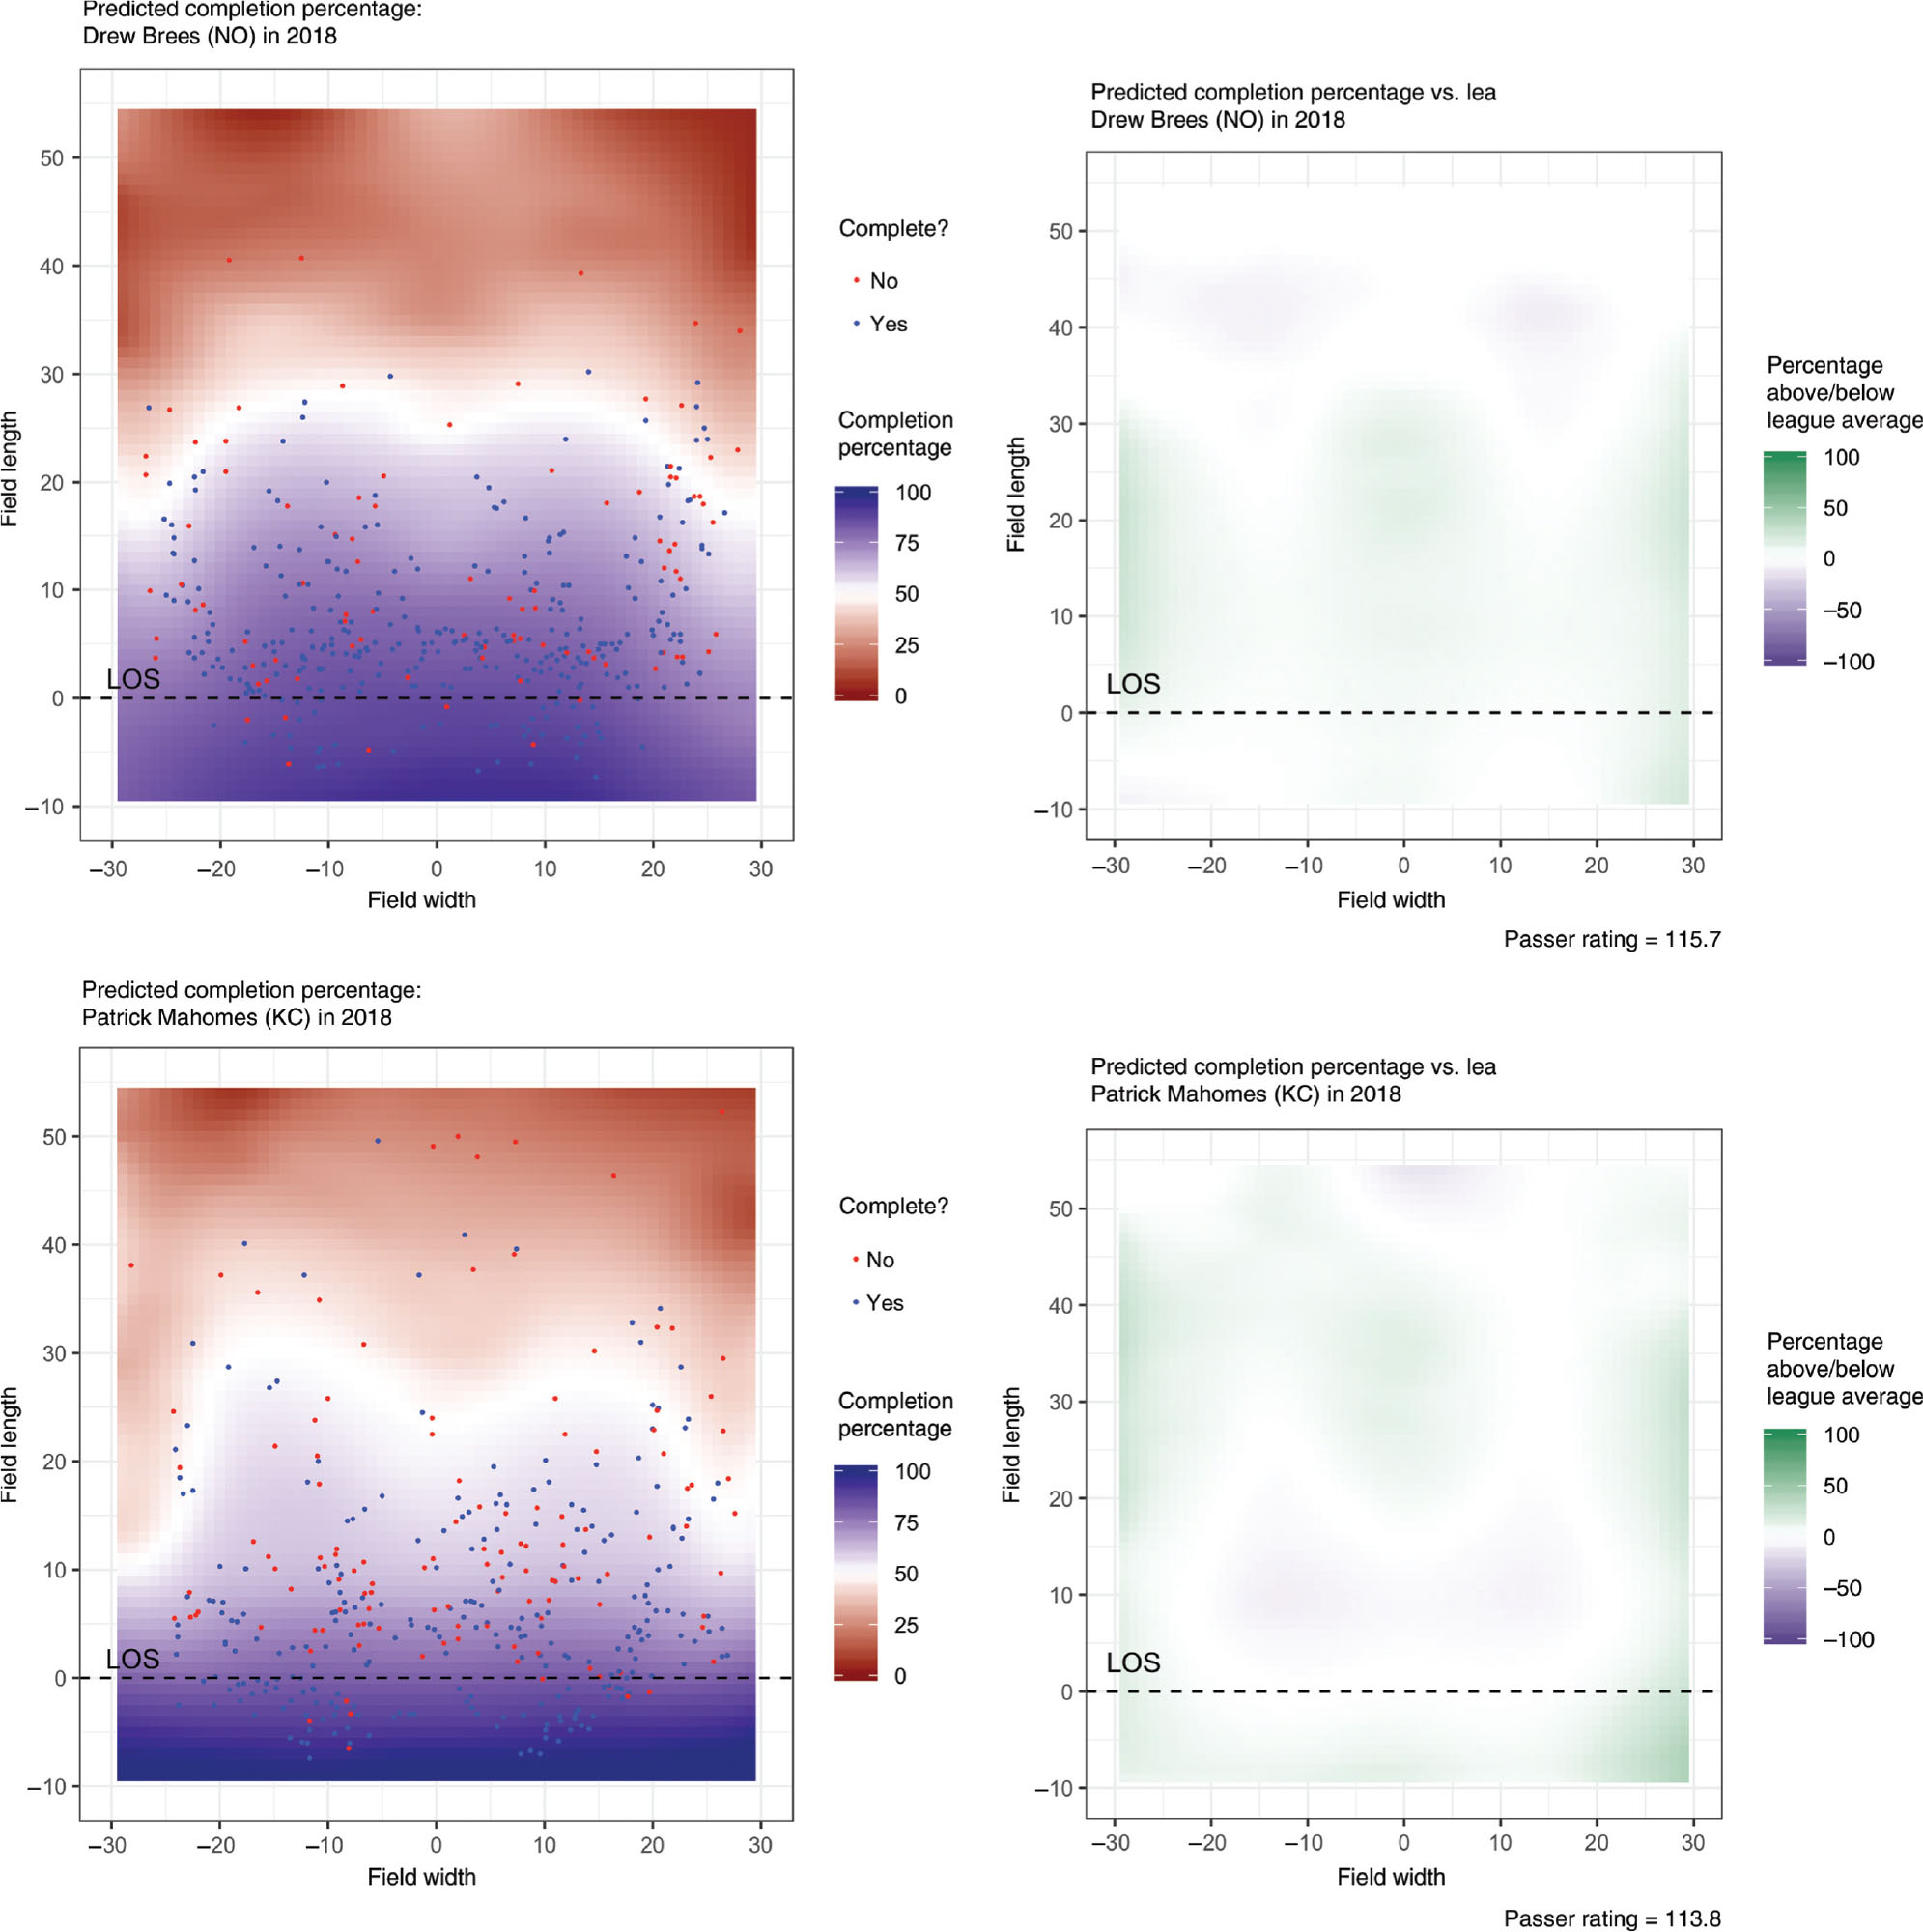 Predicted completion percentage:
Drew Brees (NO) in 2018
50
40
30
20
10
0
–10
Field length
LOS
–30
–20
–10
0
10
20
30
Field width
Complete?
No
Yes
Completion
percentage
100
75
50
25
0
Predicted completion percentage vs. lea
Drew Brees (NO) in 2018
50
40
30
20
10
0
–10
Field length
LOS
–30
–20
–10
0
10
20
30
Field width
Percentage
above/below
league average
100
50
0
–50
–100
Passer rating = 115.7
Predicted completion percentage:
Patrick Mahomes (KC) in 2018
50
40
30
20
10
0
–10
Field length
LOS
–30
–20
–10
0
10
20
30
Field width
Complete?
No
Yes
Completion
percentage
100
75
50
25
0
Predicted completion percentage vs. lea
Patrick Mahomes (KC) in 2018
50
40
30
20
10
0
–10
Field length
LOS
–30
–20
–10
0
10
20
30
Field width
Percentage
above/below
league average
100
50
0
–50
–100
Passer rating = 113.8